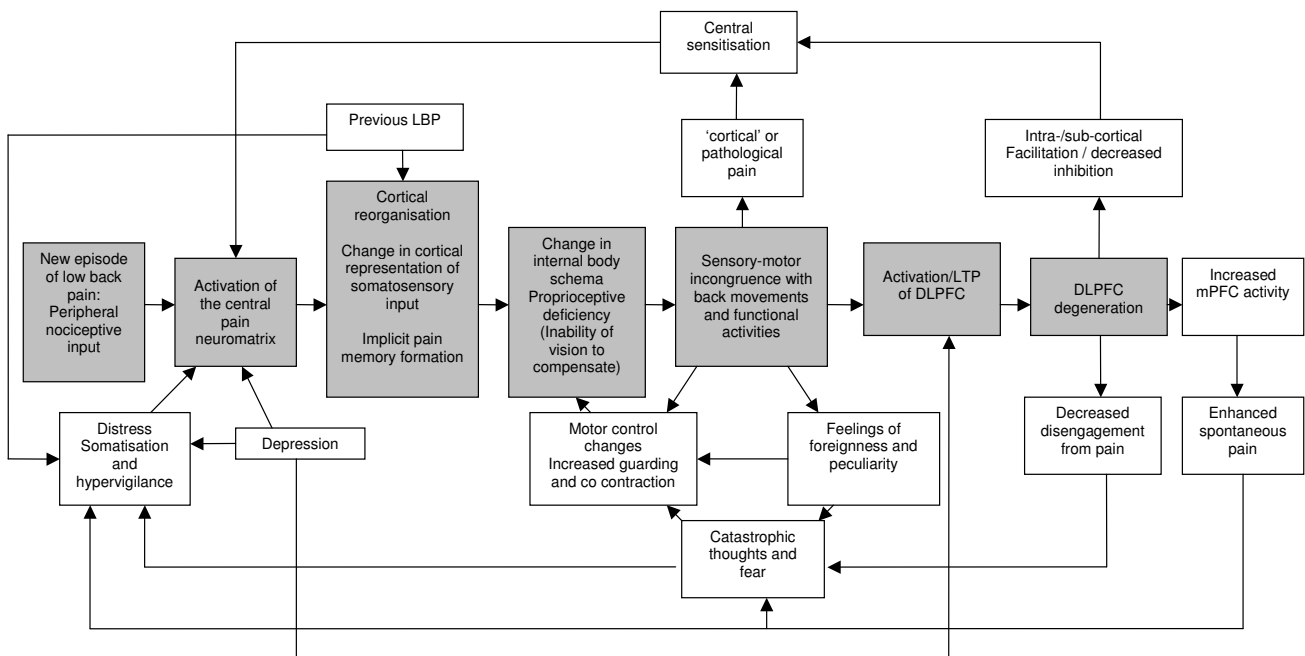 Central
sensitisation
Previous LBP
'cortical' or
pathological
pain
Intra-/sub-cortical
Facilitation / decreased
inhibition
New episode
of low back
pain:
Peripheral
nociceptive
input
Activation of
the central
pain
neuromatrix
Cortical
reorganisation
Change in cortical
representation of
somatosensory
input
Implicit pain
memory formation
Change in
internal body
schema
Proprioceptive
deficiency
(Inability of
vision to
compensate)
Sensory-motor
incongruence with
back movements
and functional
activities
Activation/LTP
of DLPFC
DLPFC
degeneration
Increased
mPFC activity
Distress
Somatisation
and
hypervigilance
Depression
Motor control
changes
Increased guarding
and co contraction
Feelings of
foreignness and
peculiarity
Decreased
disengagement
from pain
Enhanced
spontaneous
pain
Catastrophic
thoughts and
fear